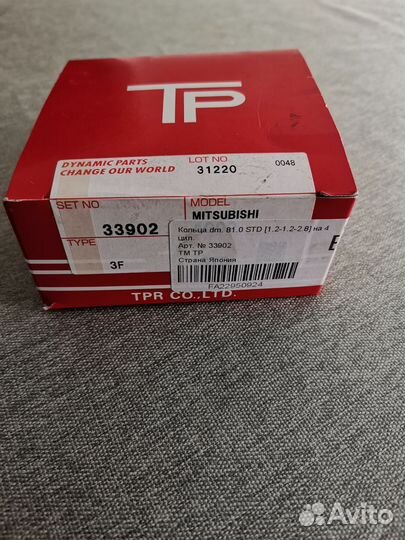 TP
DYNAMIC PARTS
CHANGE OUR WORLD
LOT NO
31220
0048
SET NO
33902
MODEL
MITSUBISHI
TYPE
3F
Кольца dm. 81.0 STD [1.2-1.2-2.8] на 4
цил.
Арт. № 33902
TM TP
Страна Япония
FA22950924
E
TPR CO.,LTD.
Avito